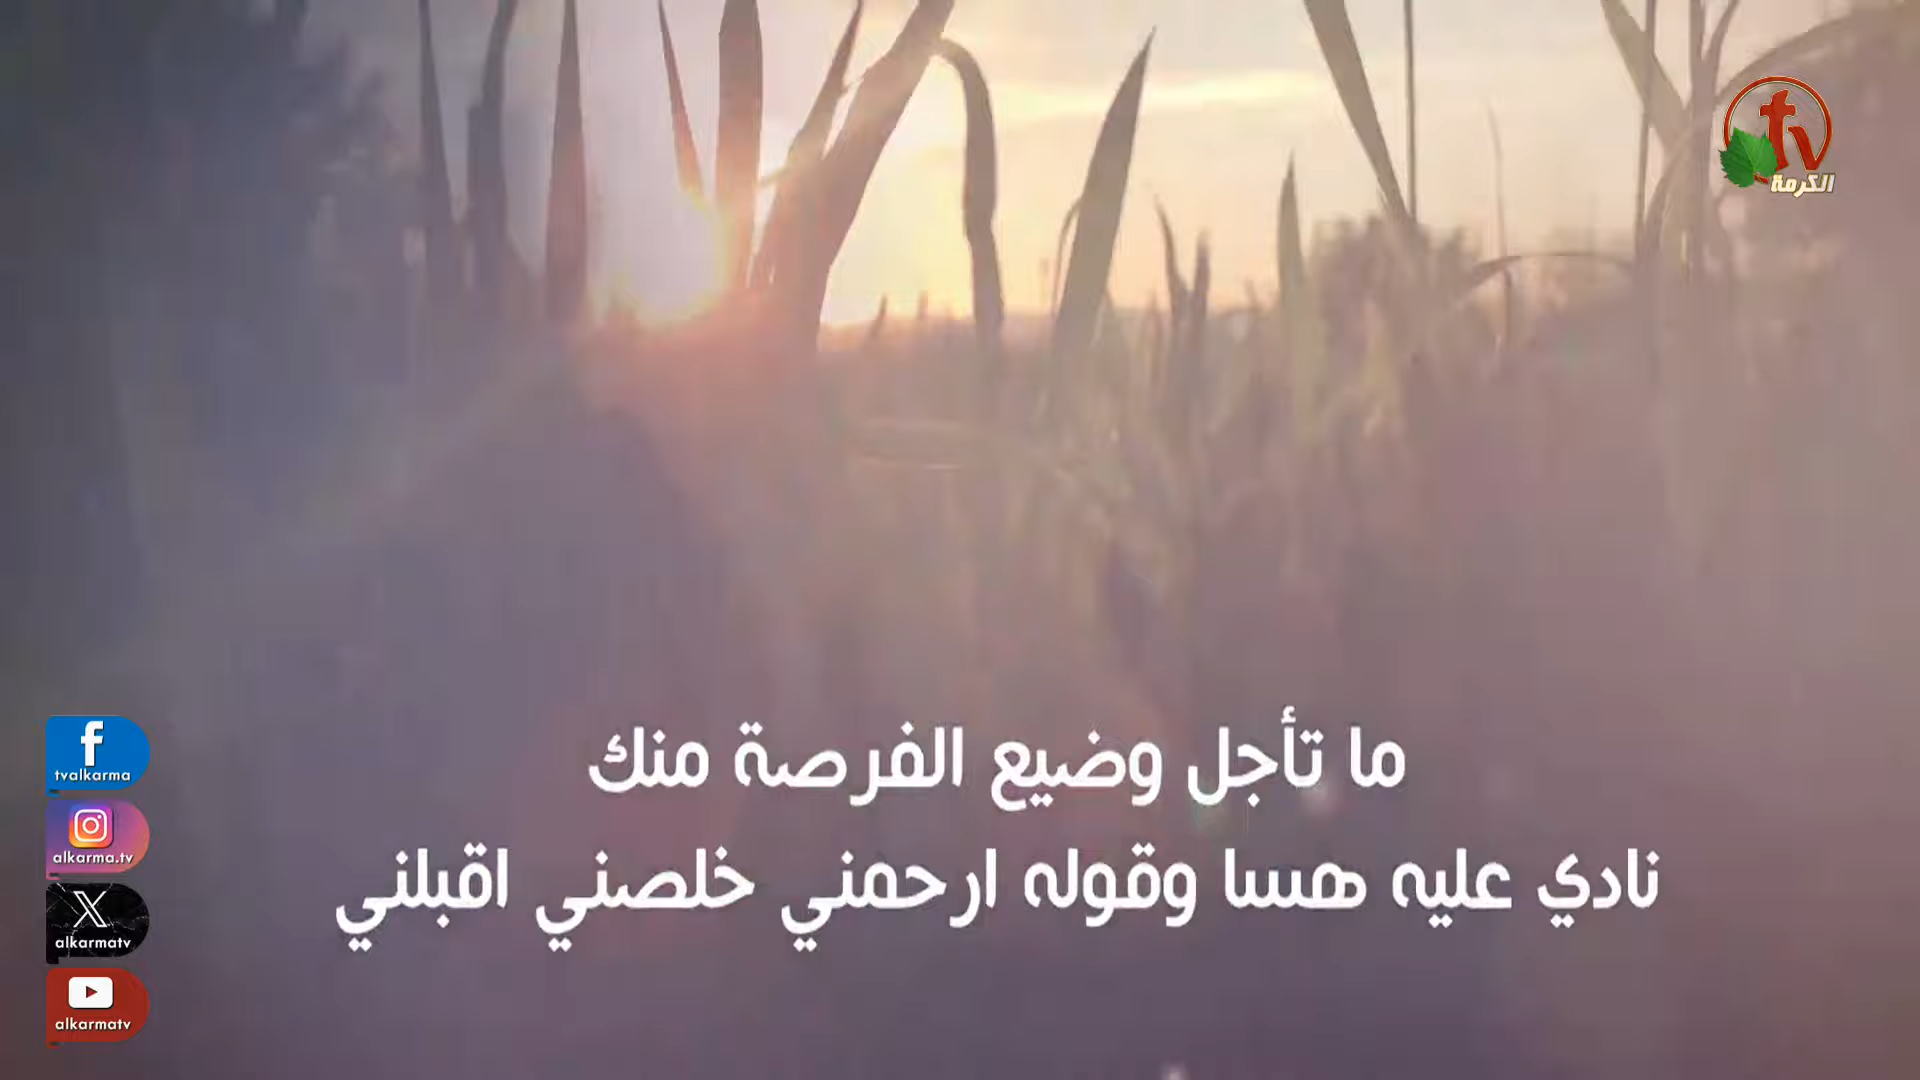 tv
الكرمة
ما تأجل وضيع الفرصة منك
نادي عليه هسا وقوله ارحمني خلصني اقبلني
tvalkarma
alkarma.tv
alkarmatv
alkarmatv